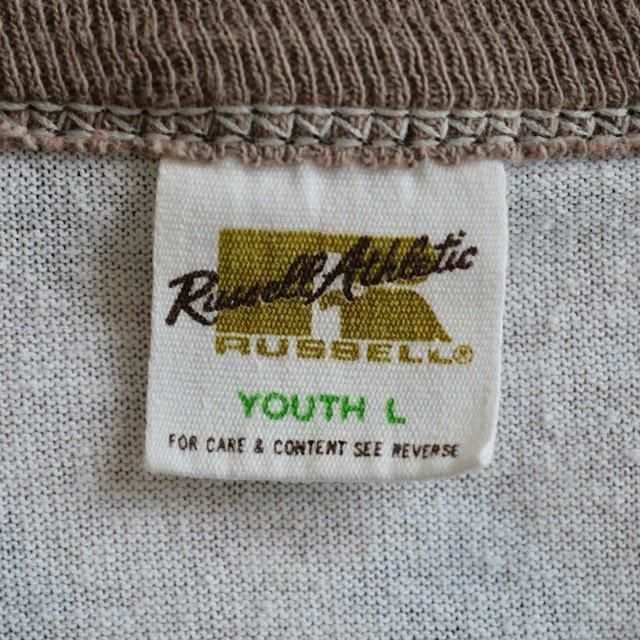 Russell Athletic
RUSSELL®
YOUTH L
FOR CARE & CONTENT SEE REVERSE